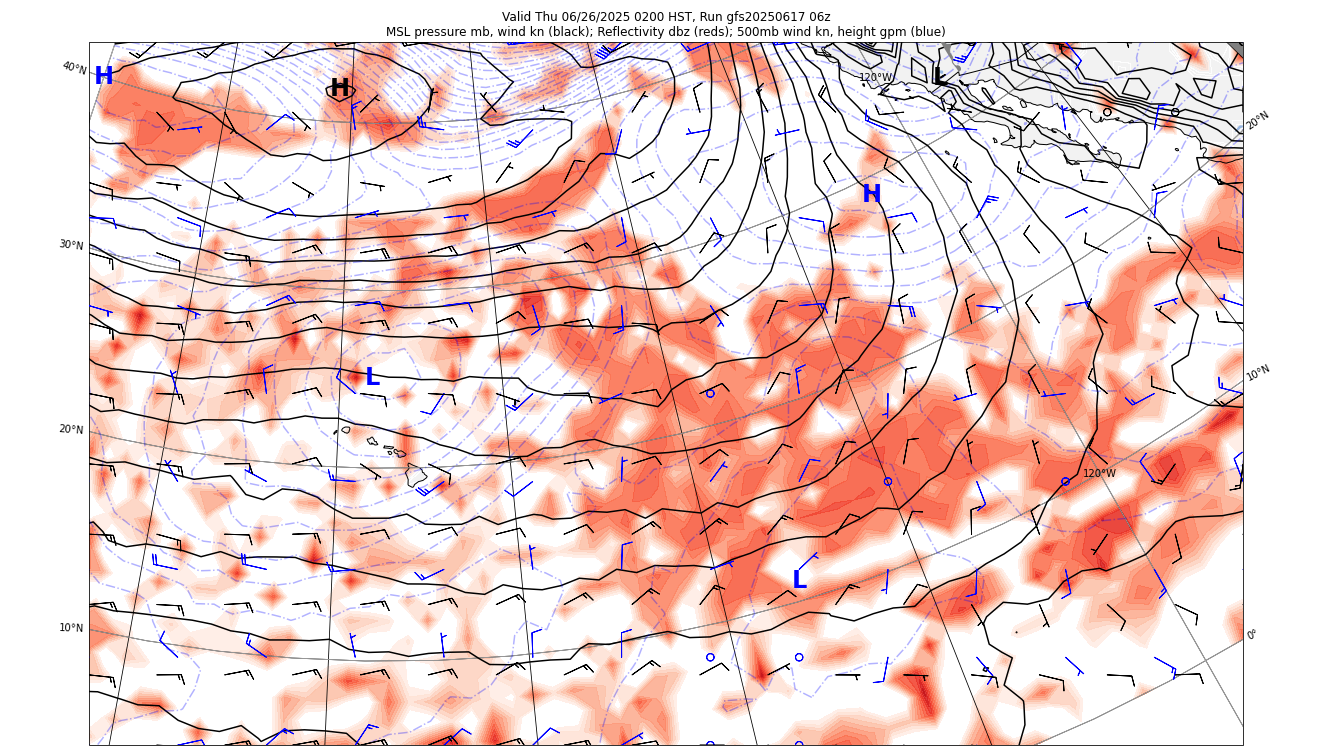 Valid Thu 06/26/2025 0200 HST, Run gfs20250617 06z
MSL pressure mb, wind kn (black); Reflectivity dbz (reds); 500mb wind kn, height gpm (blue)
40°N
H
H
120°W
L
20°N
H
30°N
L
10°N
20°N
120°W
L
10°N
0°